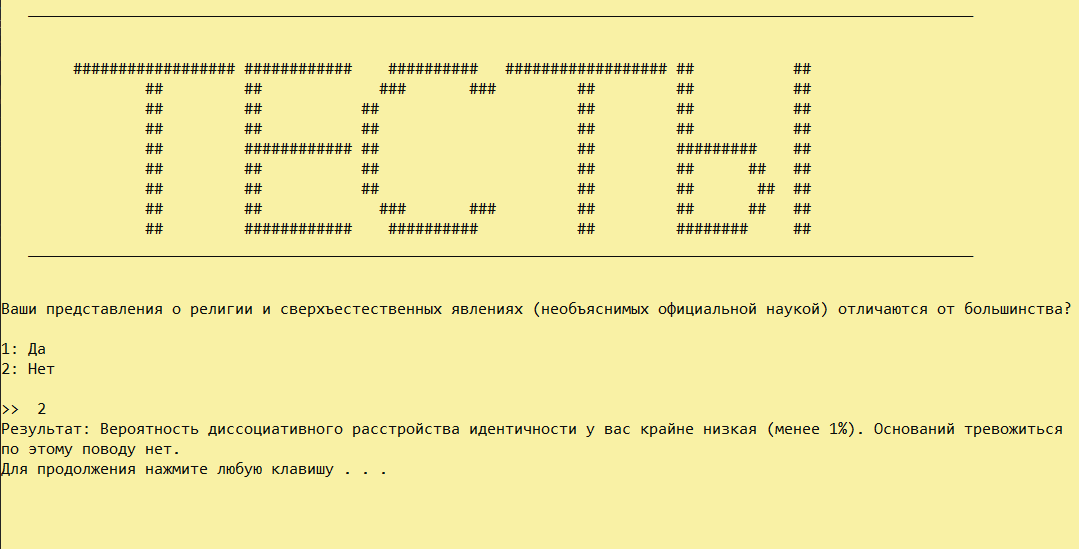 ТЕСТЫ
Ваши представления о религии и сверхъестественных явлениях (необъяснимых официальной наукой) отличаются от большинства?
1: Да
2: Нет
>> 2
Результат: Вероятность диссоциативного расстройства идентичности у вас крайне низкая (менее 1%). Оснований тревожиться
по этому поводу нет.
Для продолжения нажмите любую клавишу . . .